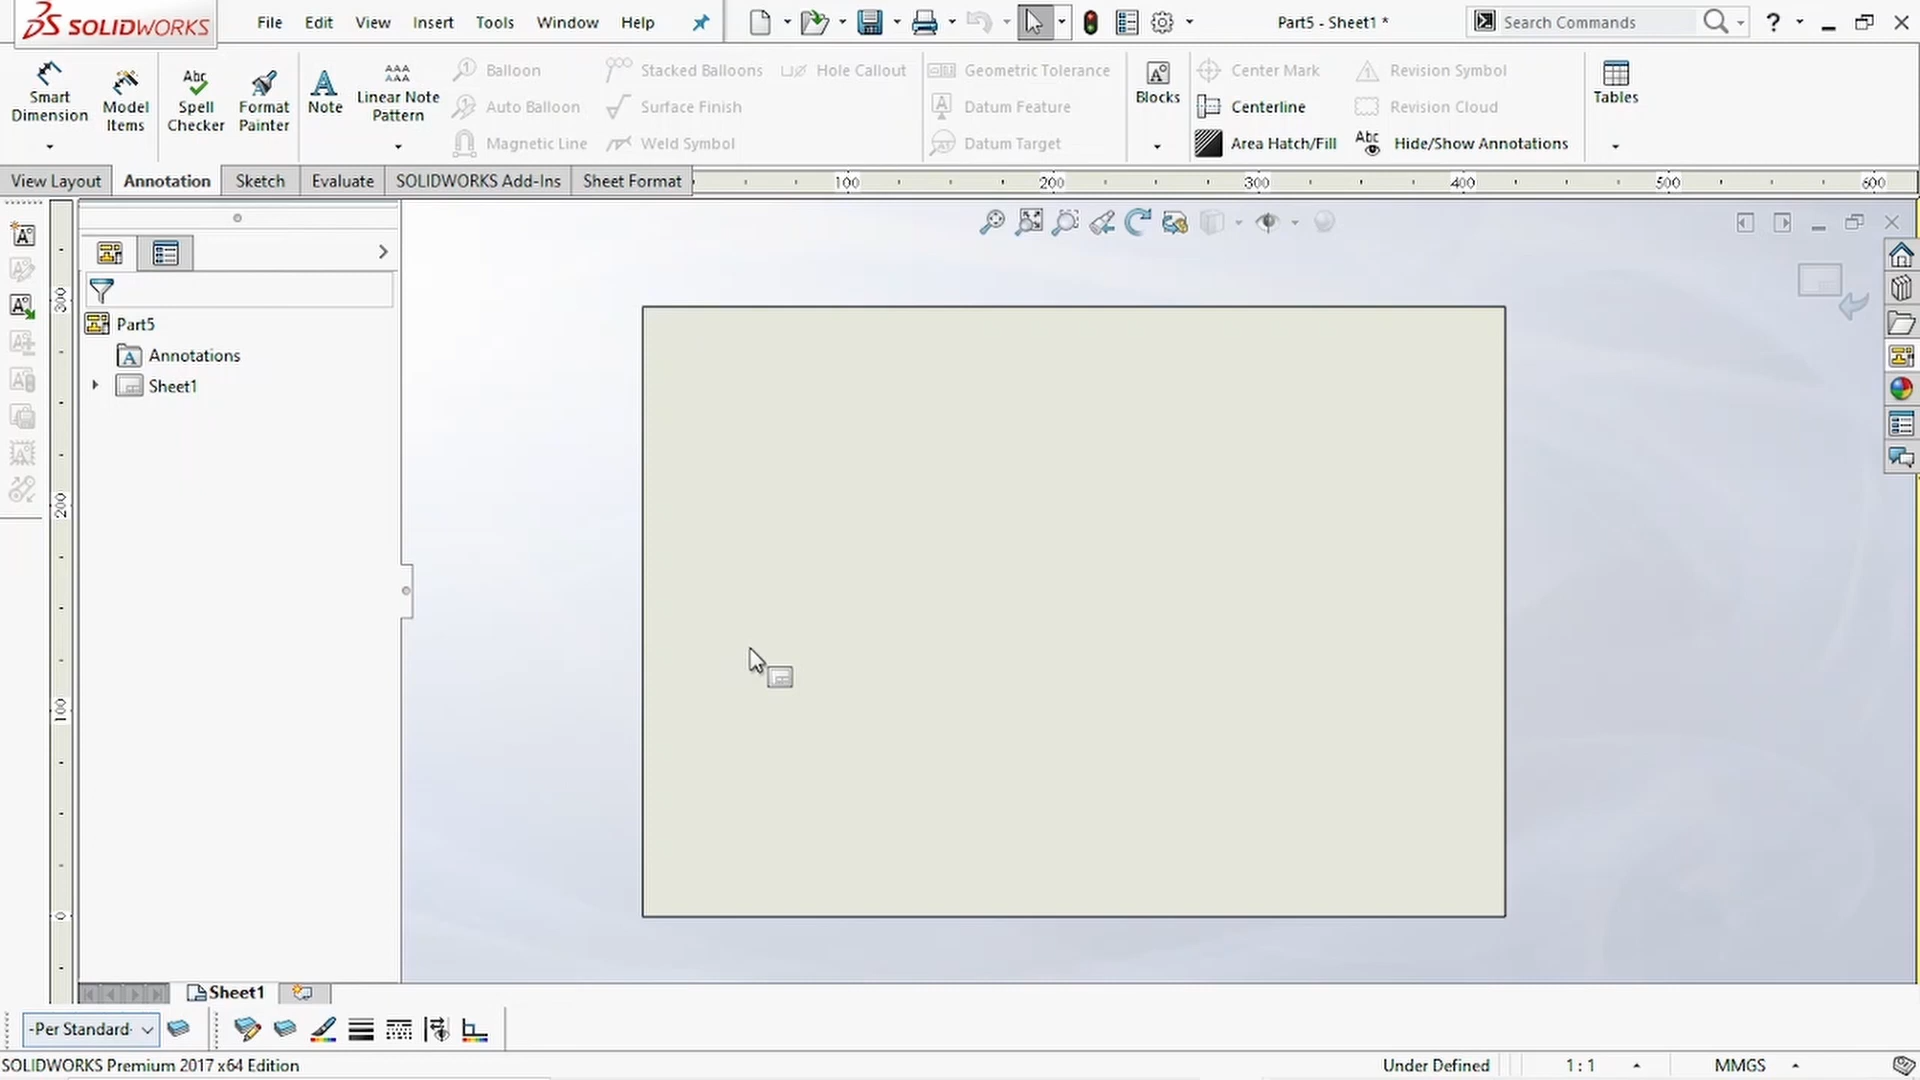 SOLIDWORKS File Edit View Insert Tools Window Help Part5 - Sheet1 * Search Commands ?
Smart Dimension
Model Items
Abc Spell Checker
Format Painter
A Note
AAA AAA Linear Note Pattern
Balloon
Auto Balloon
Magnetic Line
Stacked Balloons
Surface Finish
Weld Symbol
Hole Callout
Geometric Tolerance
Datum Feature
Datum Target
Blocks
Center Mark
Centerline
Area Hatch/Fill
Revision Symbol
Revision Cloud
Abc Hide/Show Annotations
Tables
View Layout Annotation Sketch Evaluate SOLIDWORKS Add-Ins Sheet Format 100 200 300 400 500 600
300
200
100
0
Part5
A Annotations
Sheet1
Sheet1
-Per Standard-
SOLIDWORKS Premium 2017 x64 Edition Under Defined 1 : 1 MMGS